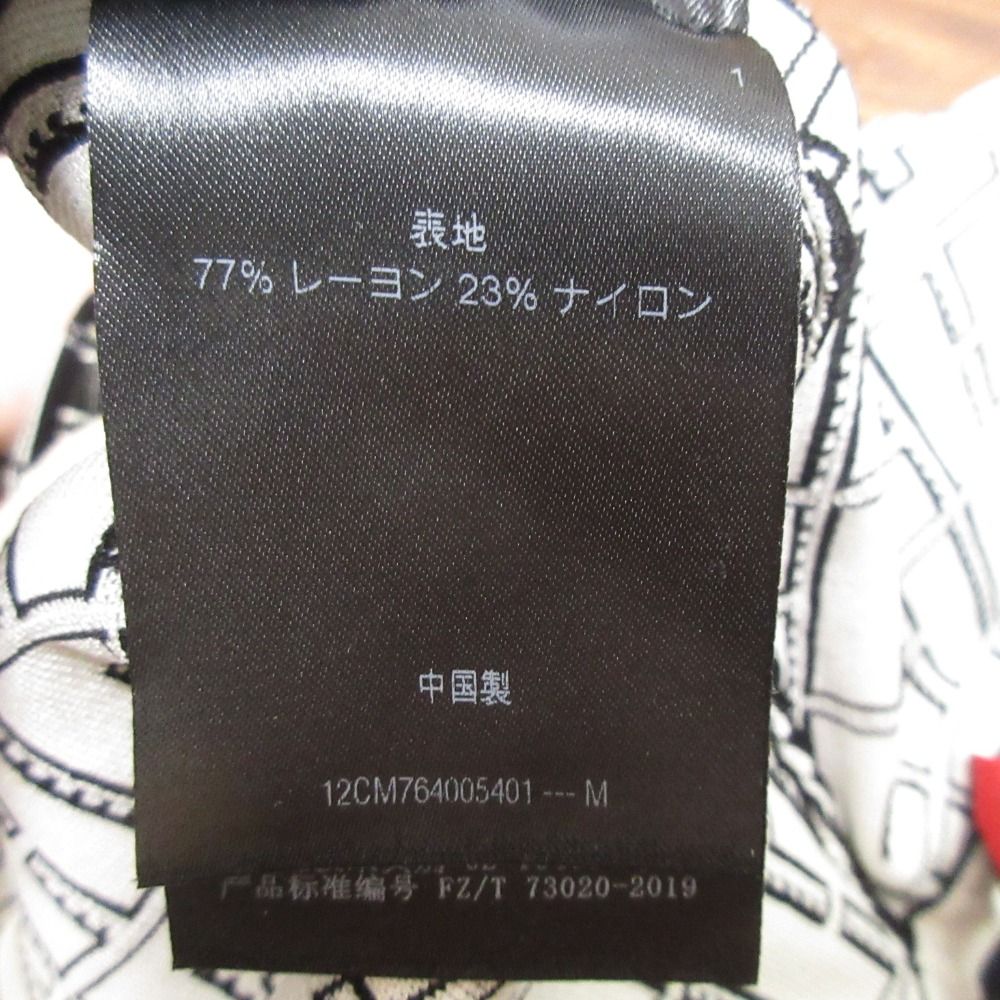 表地
77% レーヨン 23% ナイロン
中国製
12CM764005401 --- M
产品标准编号 FZ/T 73020-2019